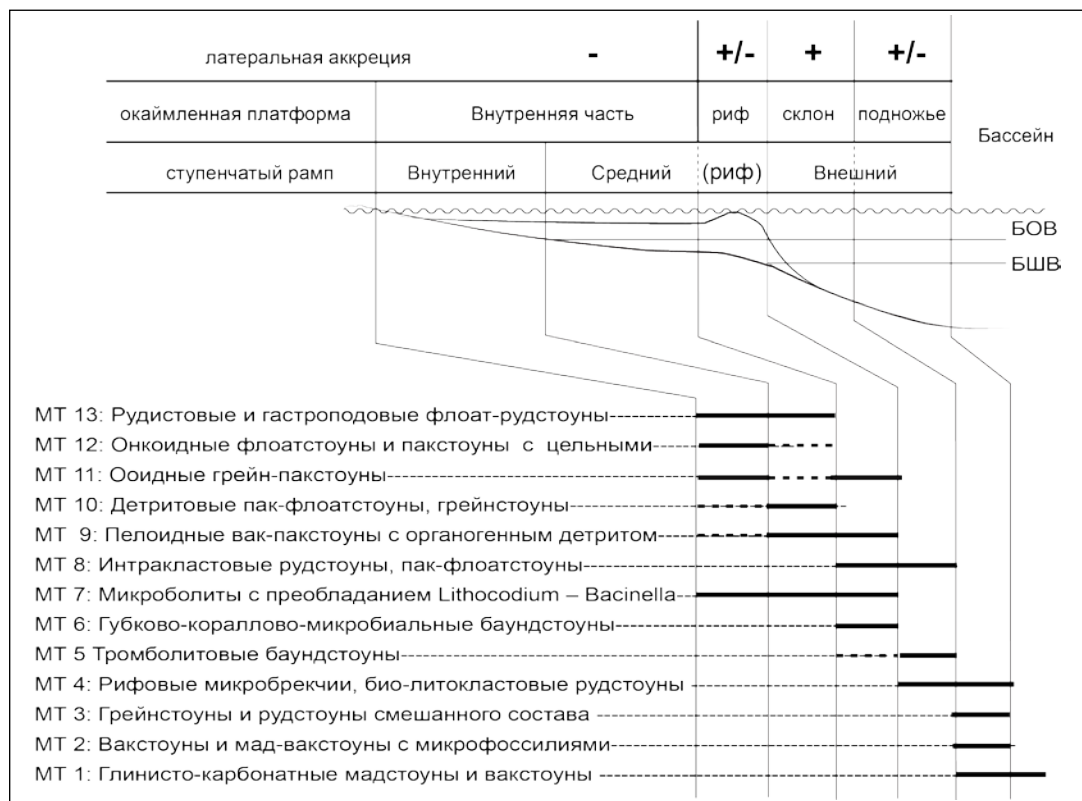 латеральная аккреция - +/- + +/-
окаймленная платформа Внутренняя часть риф склон подножье Бассейн
ступенчатый рамп Внутренний Средний (риф) Внешний
БОВ
БШВ
МТ 13: Рудистовые и гастроподовые флоат-рудстоуны
МТ 12: Онкоидные флоатстоуны и пакстоуны с цельными
МТ 11: Ооидные грейн-пакстоуны
МТ 10: Детритовые пак-флоатстоуны, грейнстоуны
МТ 9: Пелоидные вак-пакстоуны с органогенным детритом
МТ 8: Интракластовые рудстоуны, пак-флоатстоуны
МТ 7: Микроболиты с преобладанием Lithocodium – Bacinella
МТ 6: Губково-кораллово-микробиальные баундстоуны
МТ 5 Тромболитовые баундстоуны
МТ 4: Рифовые микробрекчии, био-литокластовые рудстоуны
МТ 3: Грейнстоуны и рудстоуны смешанного состава
МТ 2: Вакстоуны и мад-вакстоуны с микрофоссилиями
МТ 1: Глинисто-карбонатные мадстоуны и вакстоуны